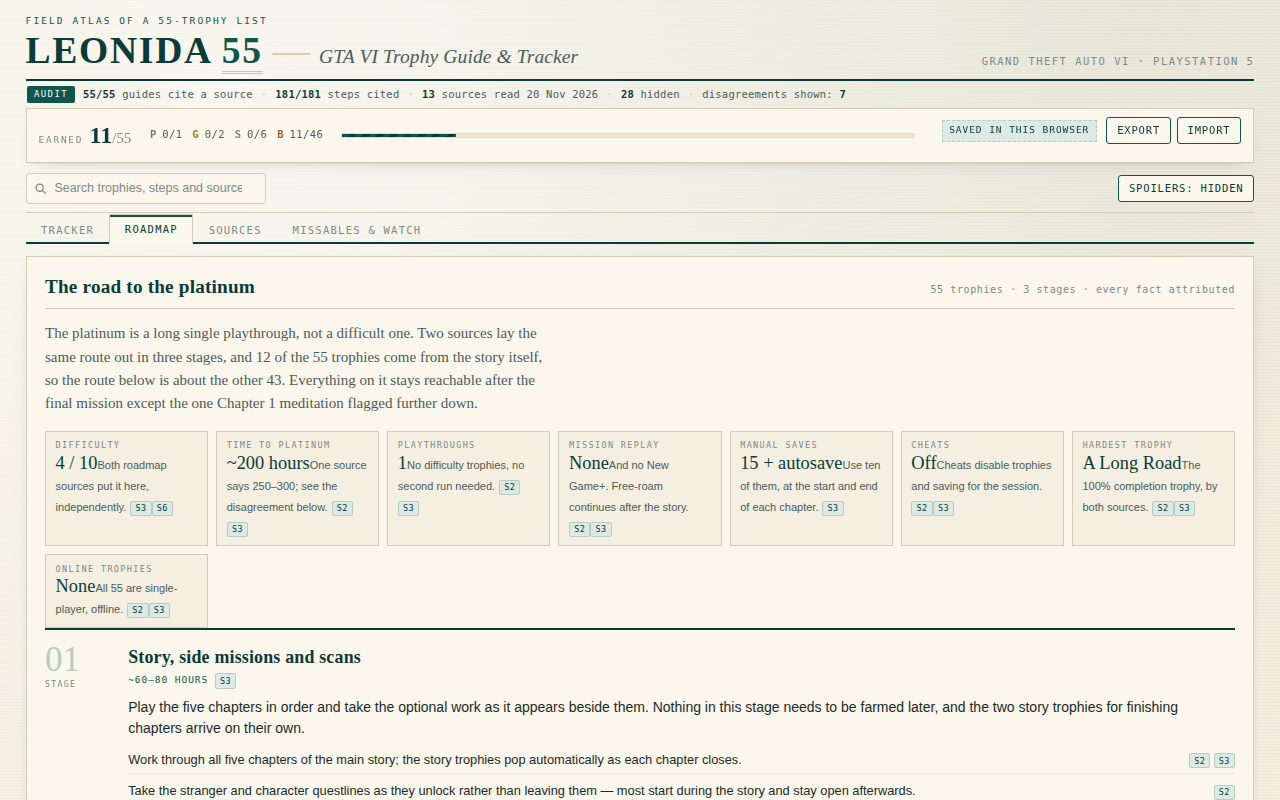 FIELD ATLAS OF A 55-TROPHY LIST
LEONIDA 55 GTA VI Trophy Guide & Tracker
GRAND THEFT AUTO VI · PLAYSTATION 5
AUDIT 55/55 guides cite a source · 181/181 steps cited · 13 sources read 20 Nov 2026 · 28 hidden · disagreements shown: 7
EARNED 11/55 P 0/1 G 0/2 S 0/6 B 11/46 SAVED IN THIS BROWSER EXPORT IMPORT
Search trophies, steps and source
SPOILERS: HIDDEN
TRACKER ROADMAP SOURCES MISSABLES & WATCH
The road to the platinum
55 trophies · 3 stages · every fact attributed
The platinum is a long single playthrough, not a difficult one. Two sources lay the
same route out in three stages, and 12 of the 55 trophies come from the story itself,
so the route below is about the other 43. Everything on it stays reachable after the
final mission except the one Chapter 1 meditation flagged further down.
DIFFICULTY
4 / 10Both roadmap
sources put it here,
independently. S3 S6
TIME TO PLATINUM
~200 hoursOne source
says 250–300; see the
disagreement below. S2
S3
PLAYTHROUGHS
1No difficulty trophies, no
second run needed. S2
S3
MISSION REPLAY
NoneAnd no New
Game+. Free-roam
continues after the story.
S2 S3
MANUAL SAVES
15 + autosaveUse ten
of them, at the start and end
of each chapter. S3
CHEATS
OffCheats disable trophies
and saving for the session.
S2 S3
HARDEST TROPHY
A Long RoadThe
100% completion trophy, by
both sources. S2 S3
ONLINE TROPHIES
NoneAll 55 are single-
player, offline. S2 S3
01
STAGE
Story, side missions and scans
~60–80 HOURS S3
Play the five chapters in order and take the optional work as it appears beside them. Nothing in this stage needs to be farmed later, and the two story trophies for finishing
chapters arrive on their own.
Work through all five chapters of the main story; the story trophies pop automatically as each chapter closes. S2 S3
Take the stranger and character questlines as they unlock rather than leaving them — most start during the story and stay open afterwards. S2